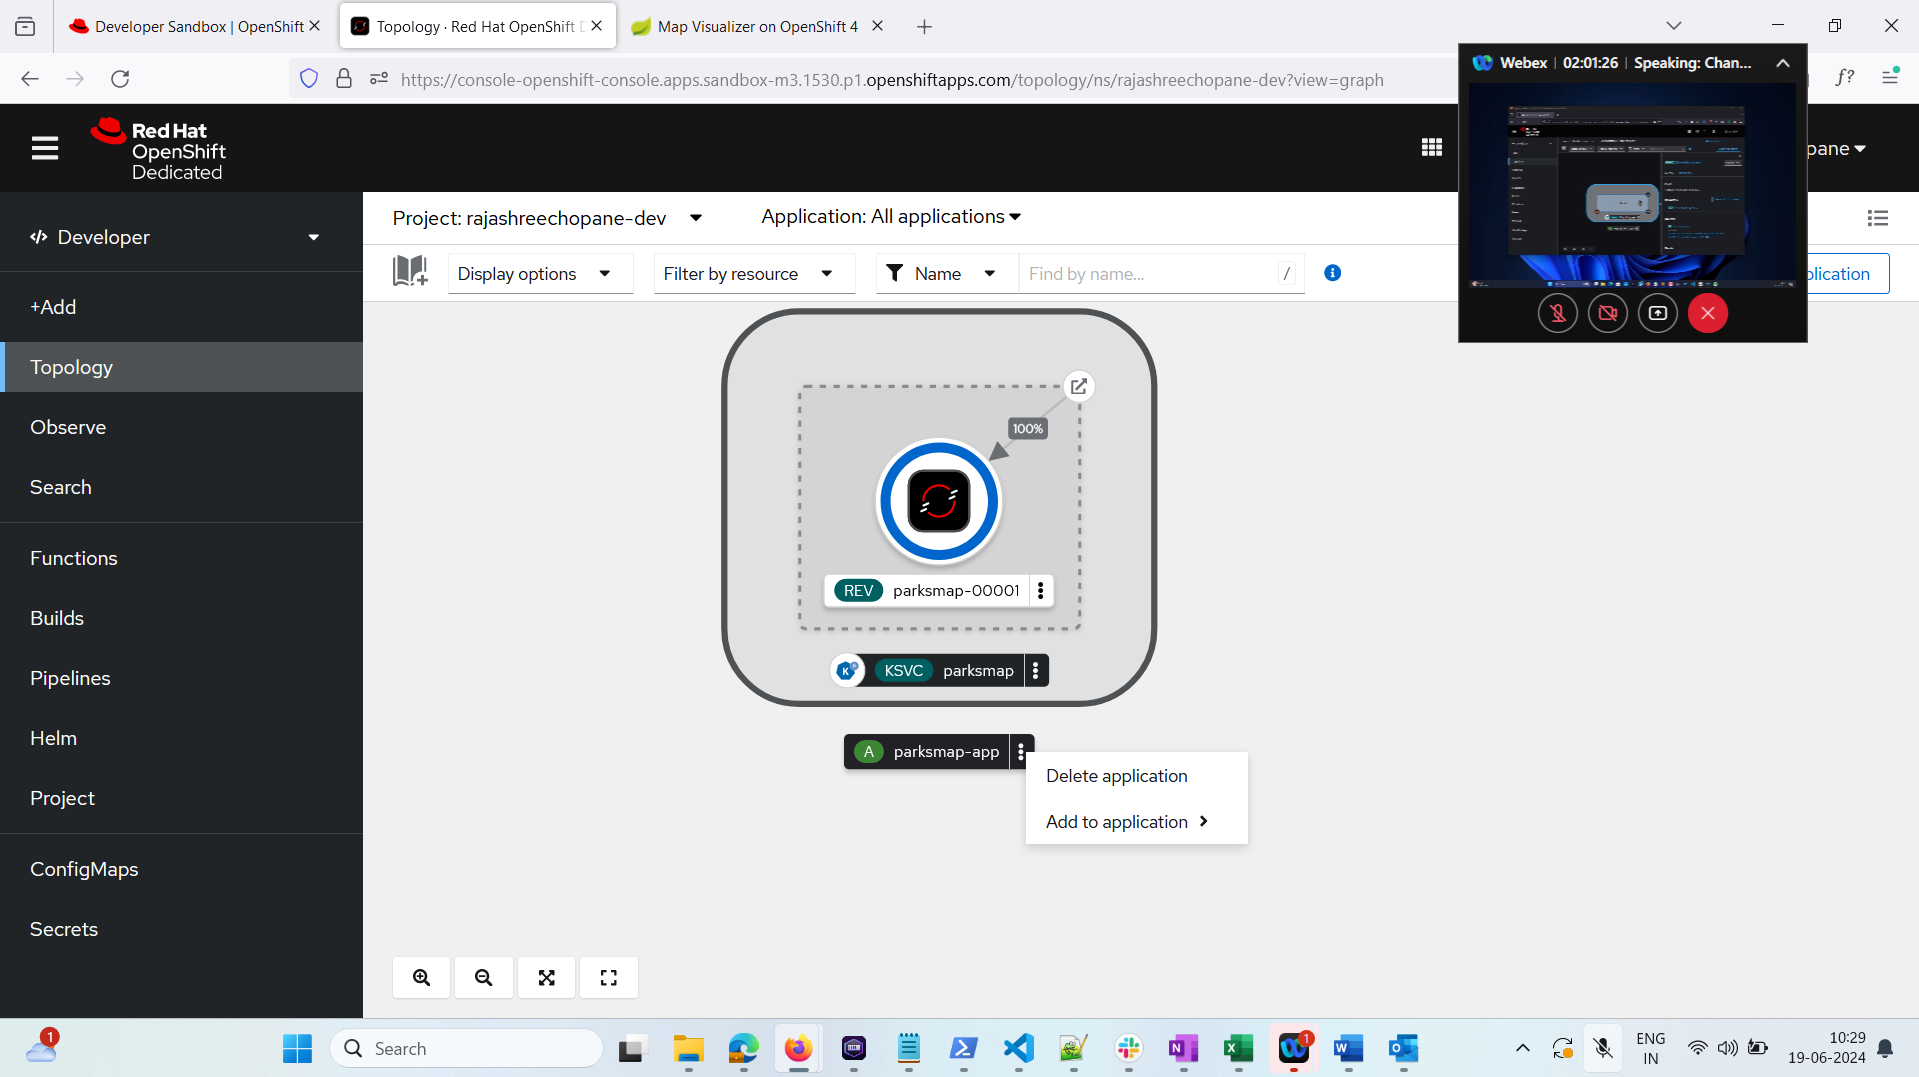 Developer Sandbox | OpenShift
Topology · Red Hat OpenShift D
Map Visualizer on OpenShift 4
https://console-openshift-console.apps.sandbox-m3.1530.p1.openshiftapps.com/topology/ns/rajashreechopane-dev?view=graph
Webex | 02:01:26 | Speaking: Chan...
Red Hat
OpenShift
Dedicated
pane
Developer
+Add
Topology
Observe
Search
Functions
Builds
Pipelines
Helm
Project
ConfigMaps
Secrets
Project: rajashreechopane-dev
Application: All applications
Display options
Filter by resource
Name
Find by name...
/
plication
100%
REV parksmap-00001
KSVC parksmap
A parksmap-app
Delete application
Add to application
1
Search
1
ENG
IN
10:29
19-06-2024